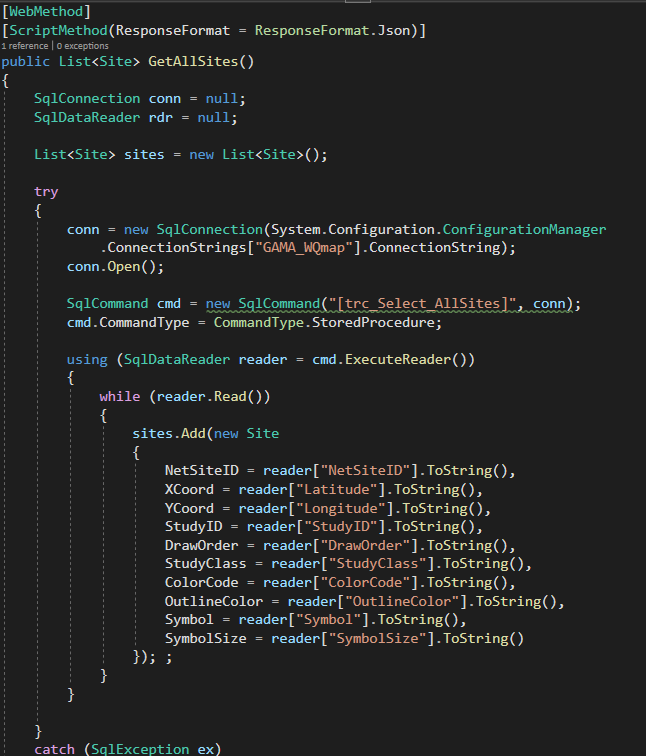 [WebMethod]
[ScriptMethod(ResponseFormat = ResponseFormat.Json)]
1 reference | 0 exceptions
public List<Site> GetAllSites()
{
    SqlConnection conn = null;
    SqlDataReader rdr = null;

    List<Site> sites = new List<Site>();

    try
    {
        conn = new SqlConnection(System.Configuration.ConfigurationManager
            .ConnectionStrings["GAMA_WQmap"].ConnectionString);
        conn.Open();

        SqlCommand cmd = new SqlCommand("[trc_Select_AllSites]", conn);
        cmd.CommandType = CommandType.StoredProcedure;

        using (SqlDataReader reader = cmd.ExecuteReader())
        {
            while (reader.Read())
            {
                sites.Add(new Site
                {
                    NetSiteID = reader["NetSiteID"].ToString(),
                    XCoord = reader["Latitude"].ToString(),
                    YCoord = reader["Longitude"].ToString(),
                    StudyID = reader["StudyID"].ToString(),
                    DrawOrder = reader["DrawOrder"].ToString(),
                    StudyClass = reader["StudyClass"].ToString(),
                    ColorCode = reader["ColorCode"].ToString(),
                    OutlineColor = reader["OutlineColor"].ToString(),
                    Symbol = reader["Symbol"].ToString(),
                    SymbolSize = reader["SymbolSize"].ToString()
                }); ;
            }
        }

    }
    catch (SqlException ex)